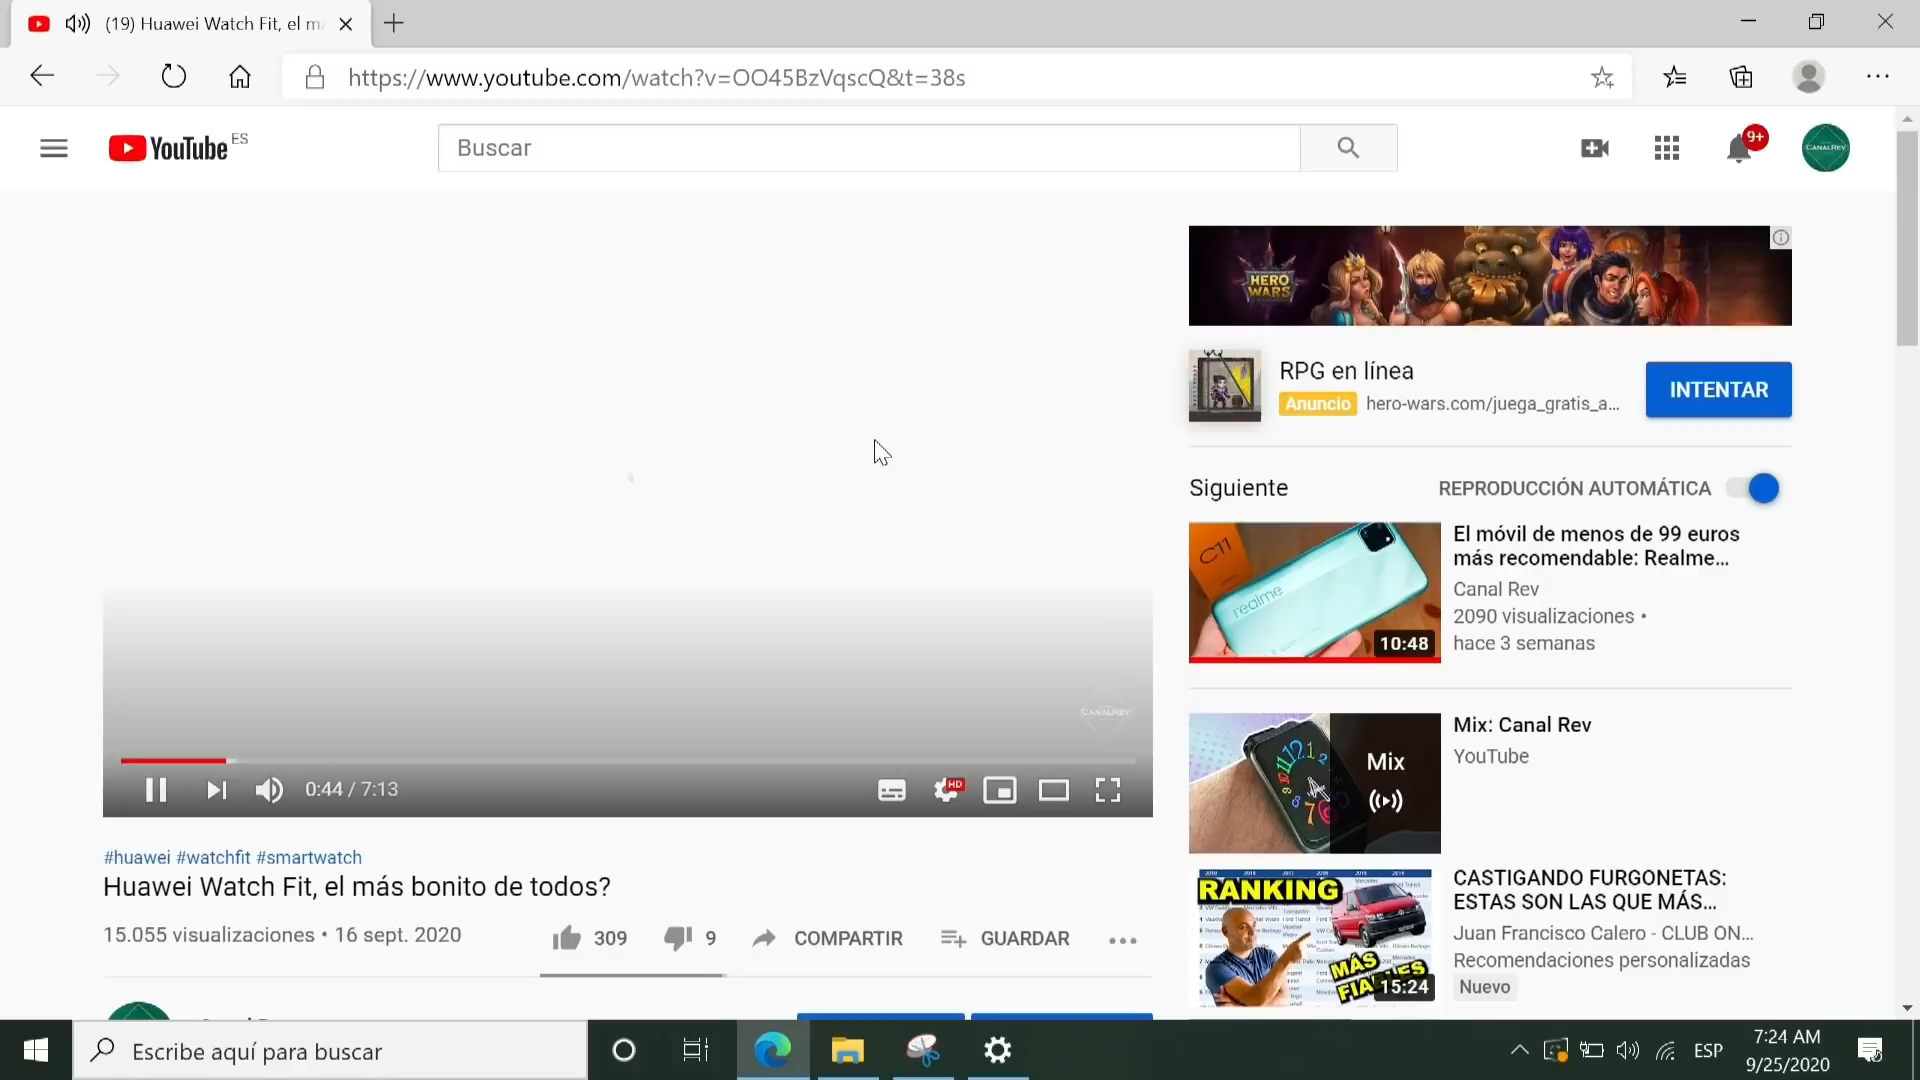 (19) Huawei Watch Fit, el m
https://www.youtube.com/watch?v=OO45BzVqscQ&t=38s
YouTube ES
Buscar
9+
CANALREV
HERO WARS
RPG en línea
Anuncio hero-wars.com/juega_gratis_a...
INTENTAR
Siguiente
REPRODUCCIÓN AUTOMÁTICA
C11
realme
10:48
El móvil de menos de 99 euros
más recomendable: Realme...
Canal Rev
2090 visualizaciones •
hace 3 semanas
CANALREV
0:44 / 7:13
HD
Mix
Mix: Canal Rev
YouTube
#huawei #watchfit #smartwatch
Huawei Watch Fit, el más bonito de todos?
15.055 visualizaciones • 16 sept. 2020
309
9
COMPARTIR
GUARDAR
RANKING
MÁS
15:24
CASTIGANDO FURGONETAS:
ESTAS SON LAS QUE MÁS...
Juan Francisco Calero - CLUB ON...
Recomendaciones personalizadas
Nuevo
Escribe aquí para buscar
ESP
7:24 AM
9/25/2020